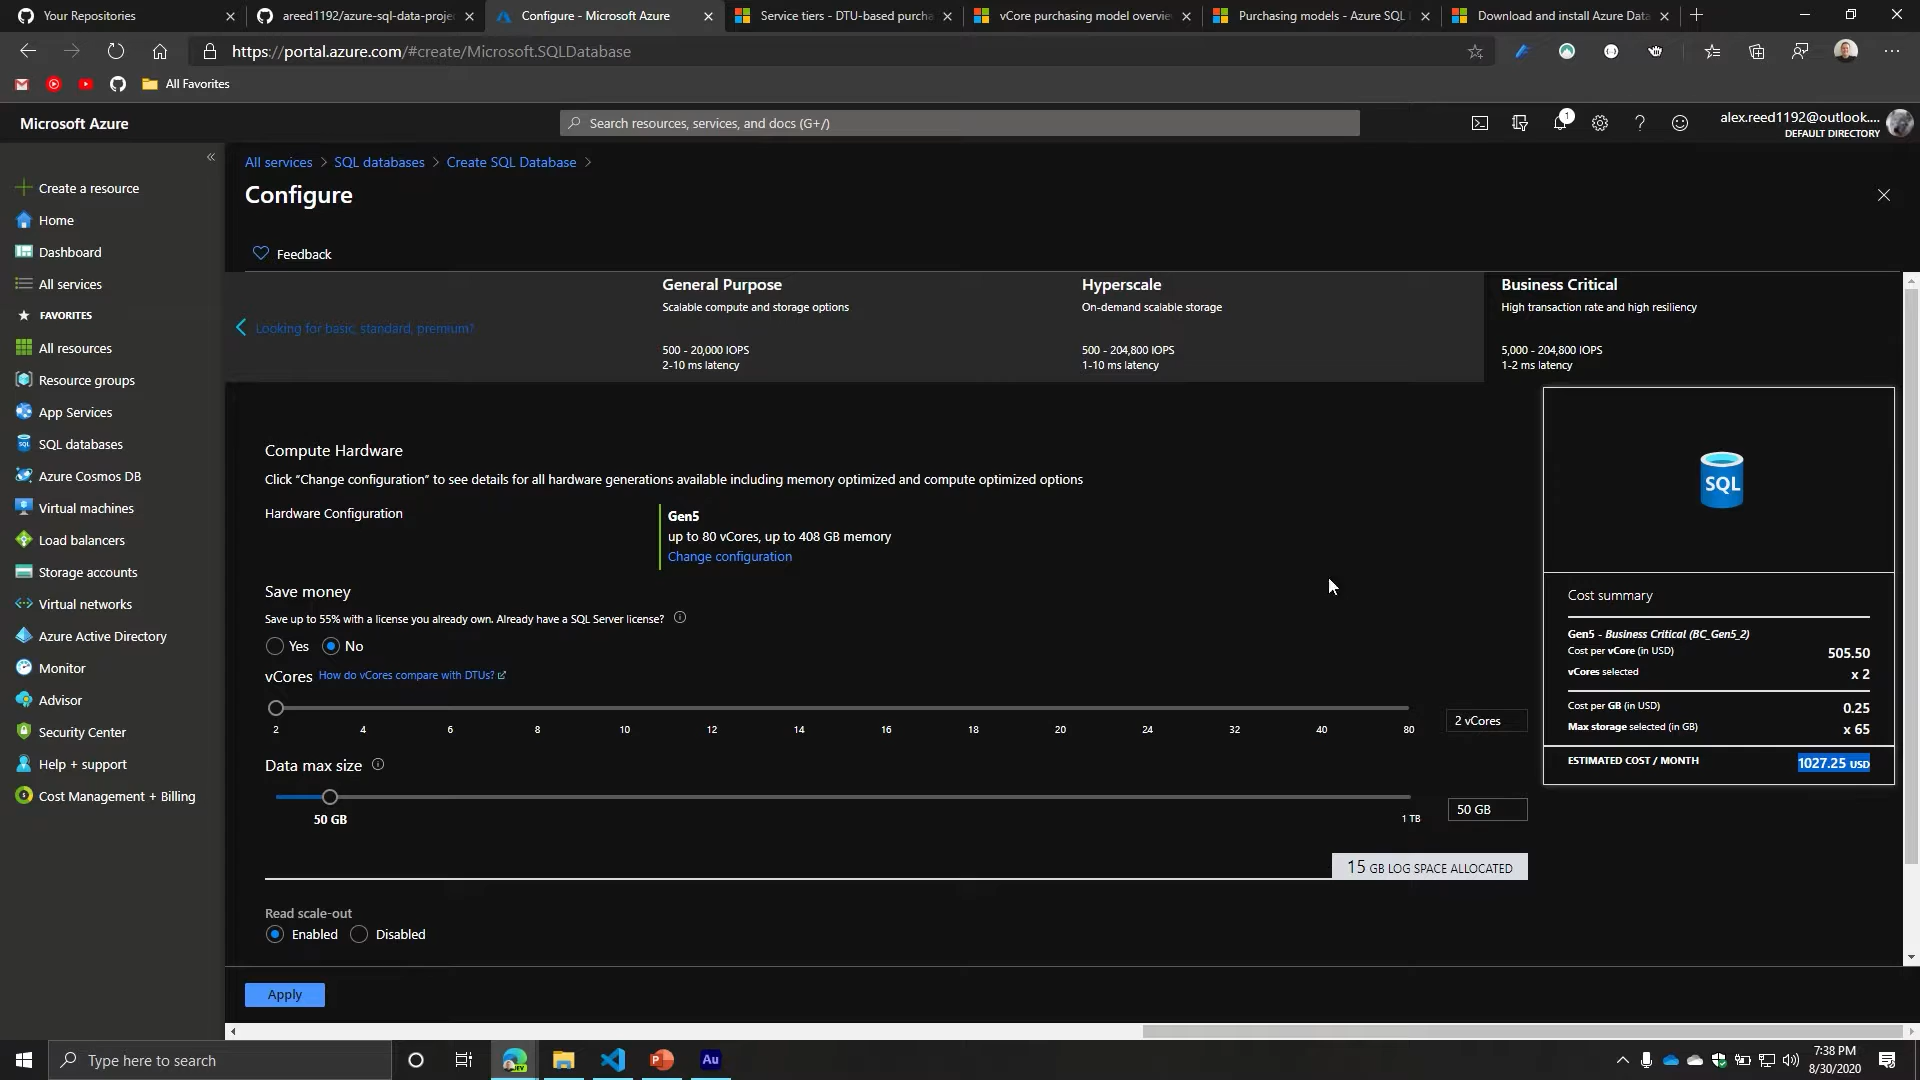 Your Repositories
areed1192/azure-sql-data-proje
Configure - Microsoft Azure
Service tiers - DTU-based purcha
vCore purchasing model overvie
Purchasing models - Azure SQL
Download and install Azure Data
https://portal.azure.com/#create/Microsoft.SQLDatabase
All Favorites
Microsoft Azure
Search resources, services, and docs (G+/)
1
alex.reed1192@outlook....
DEFAULT DIRECTORY
Create a resource
Home
Dashboard
All services
FAVORITES
All resources
Resource groups
App Services
SQL databases
Azure Cosmos DB
Virtual machines
Load balancers
Storage accounts
Virtual networks
Azure Active Directory
Monitor
Advisor
Security Center
Help + support
Cost Management + Billing
All services > SQL databases > Create SQL Database >
Configure
Feedback
Looking for basic, standard, premium?
General Purpose
Scalable compute and storage options
500 - 20,000 IOPS
2-10 ms latency
Hyperscale
On-demand scalable storage
500 - 204,800 IOPS
1-10 ms latency
Business Critical
High transaction rate and high resiliency
5,000 - 204,800 IOPS
1-2 ms latency
Compute Hardware
Click "Change configuration" to see details for all hardware generations available including memory optimized and compute optimized options
Hardware Configuration
Gen5
up to 80 vCores, up to 408 GB memory
Change configuration
Save money
Save up to 55% with a license you already own. Already have a SQL Server license?
Yes No
vCores How do vCores compare with DTUs?
2 4 6 8 10 12 14 16 18 20 24 32 40 80
2 vCores
Data max size
50 GB
1 TB
50 GB
15 GB LOG SPACE ALLOCATED
Read scale-out
Enabled Disabled
Apply
SQL
Cost summary
Gen5 - Business Critical (BC_Gen5_2)
Cost per vCore (in USD) 505.50
vCores selected x 2
Cost per GB (in USD) 0.25
Max storage selected (in GB) x 65
ESTIMATED COST / MONTH 1027.25 USD
Type here to search
Au
7:38 PM
8/30/2020